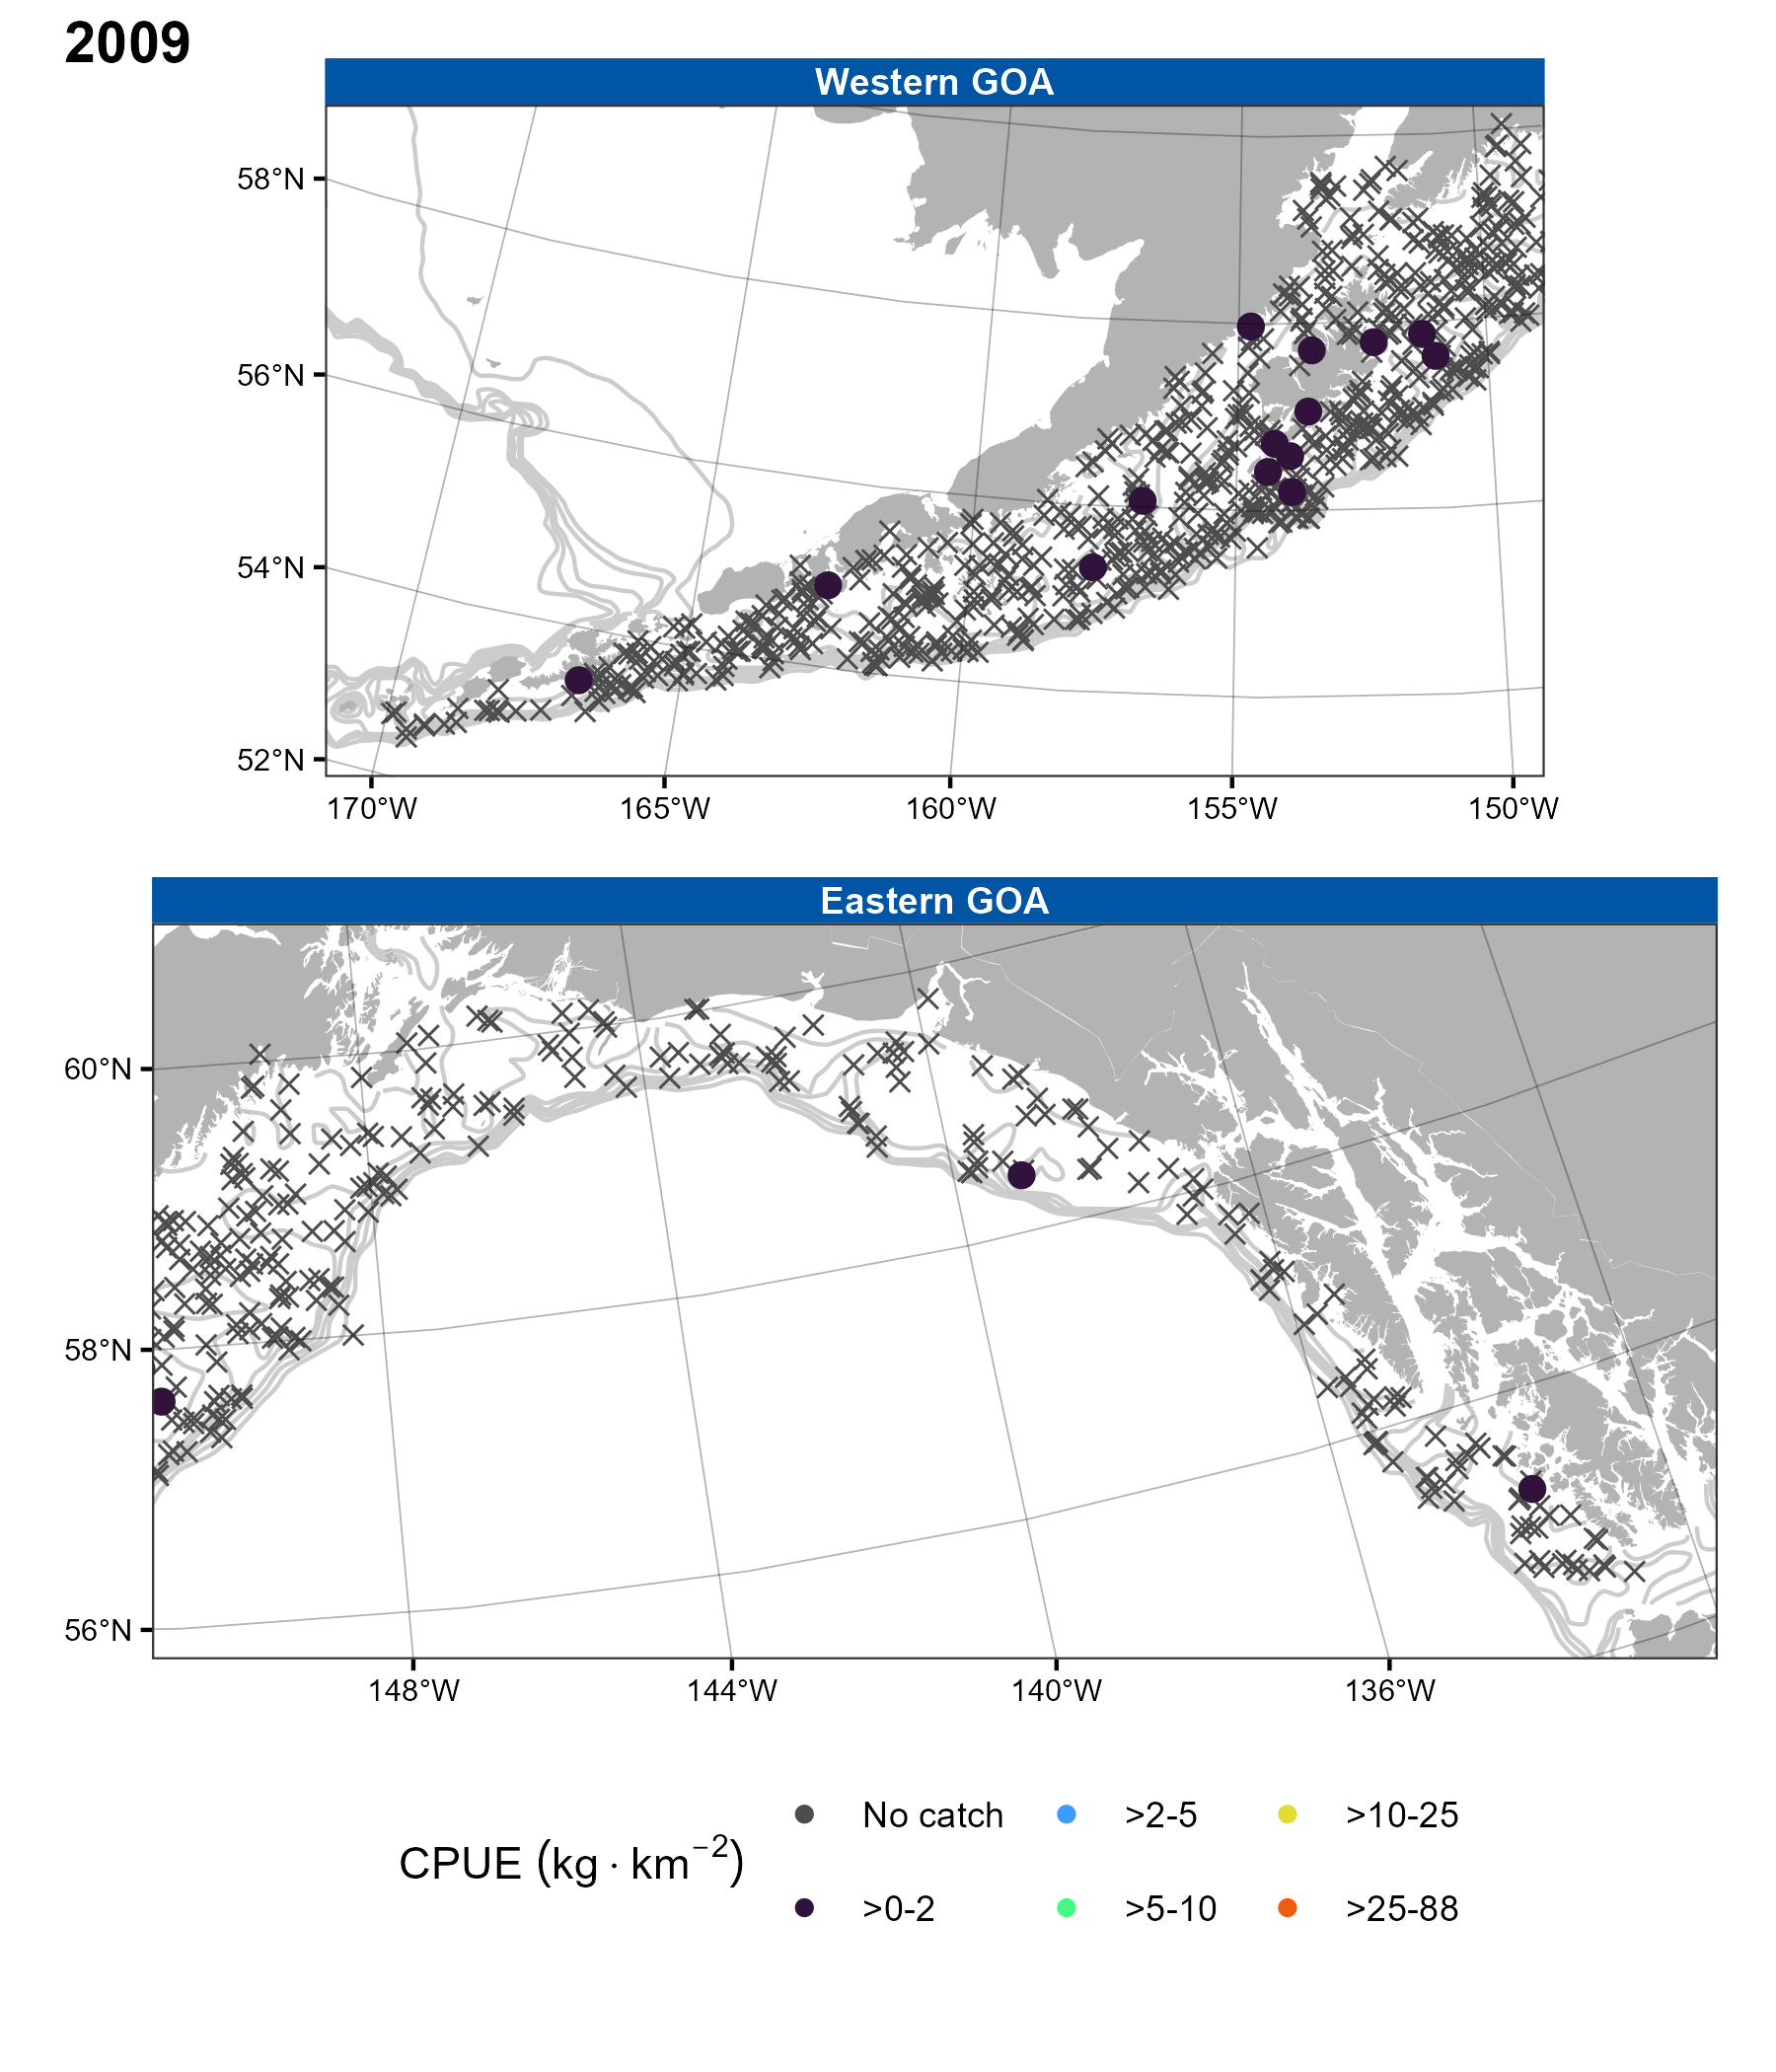 2009
Western GOA
58°N
56°N
54°N
52°N
170°W 165°W 160°W 155°W 150°W
Eastern GOA
60°N
58°N
56°N
148°W 144°W 140°W 136°W
CPUE (kg · km⁻²)
No catch >2-5 >10-25
>0-2 >5-10 >25-88